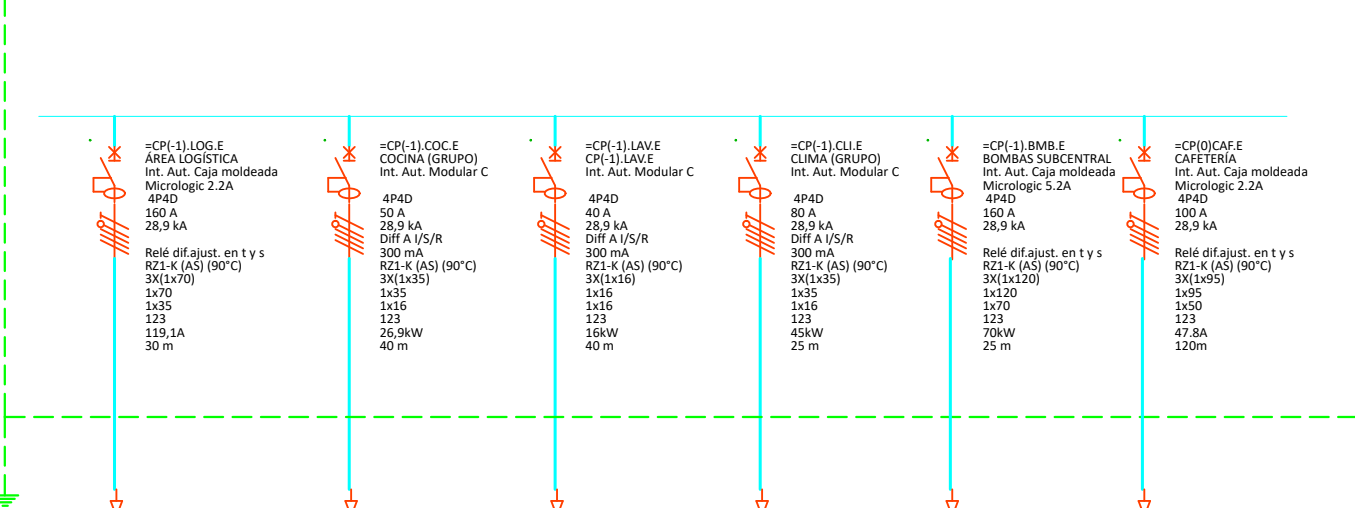 =CP(-1).LOG.E
ÁREA LOGÍSTICA
Int. Aut. Caja moldeada
Micrologic 2.2A
4P4D
160 A
28,9 kA
Relé dif.ajust. en t y s
RZ1-K (AS) (90°C)
3X(1x70)
1x70
1x35
123
119,1A
30 m
=CP(-1).COC.E
COCINA (GRUPO)
Int. Aut. Modular C
4P4D
50 A
28,9 kA
Diff A I/S/R
300 mA
RZ1-K (AS) (90°C)
3X(1x35)
1x35
1x16
123
26,9kW
40 m
=CP(-1).LAV.E
CP(-1).LAV.E
Int. Aut. Modular C
4P4D
40 A
28,9 kA
Diff A I/S/R
300 mA
RZ1-K (AS) (90°C)
3X(1x16)
1x16
1x16
123
16kW
40 m
=CP(-1).CLI.E
CLIMA (GRUPO)
Int. Aut. Modular C
4P4D
80 A
28,9 kA
Diff A I/S/R
300 mA
RZ1-K (AS) (90°C)
3X(1x35)
1x35
1x16
123
45kW
25 m
=CP(-1).BMB.E
BOMBAS SUBCENTRAL
Int. Aut. Caja moldeada
Micrologic 5.2A
4P4D
160 A
28,9 kA
Relé dif.ajust. en t y s
RZ1-K (AS) (90°C)
3X(1x120)
1x120
1x70
123
70kW
25 m
=CP(0)CAF.E
CAFETERÍA
Int. Aut. Caja moldeada
Micrologic 2.2A
4P4D
100 A
28,9 kA
Relé dif.ajust. en t y s
RZ1-K (AS) (90°C)
3X(1x95)
1x95
1x50
123
47.8A
120m